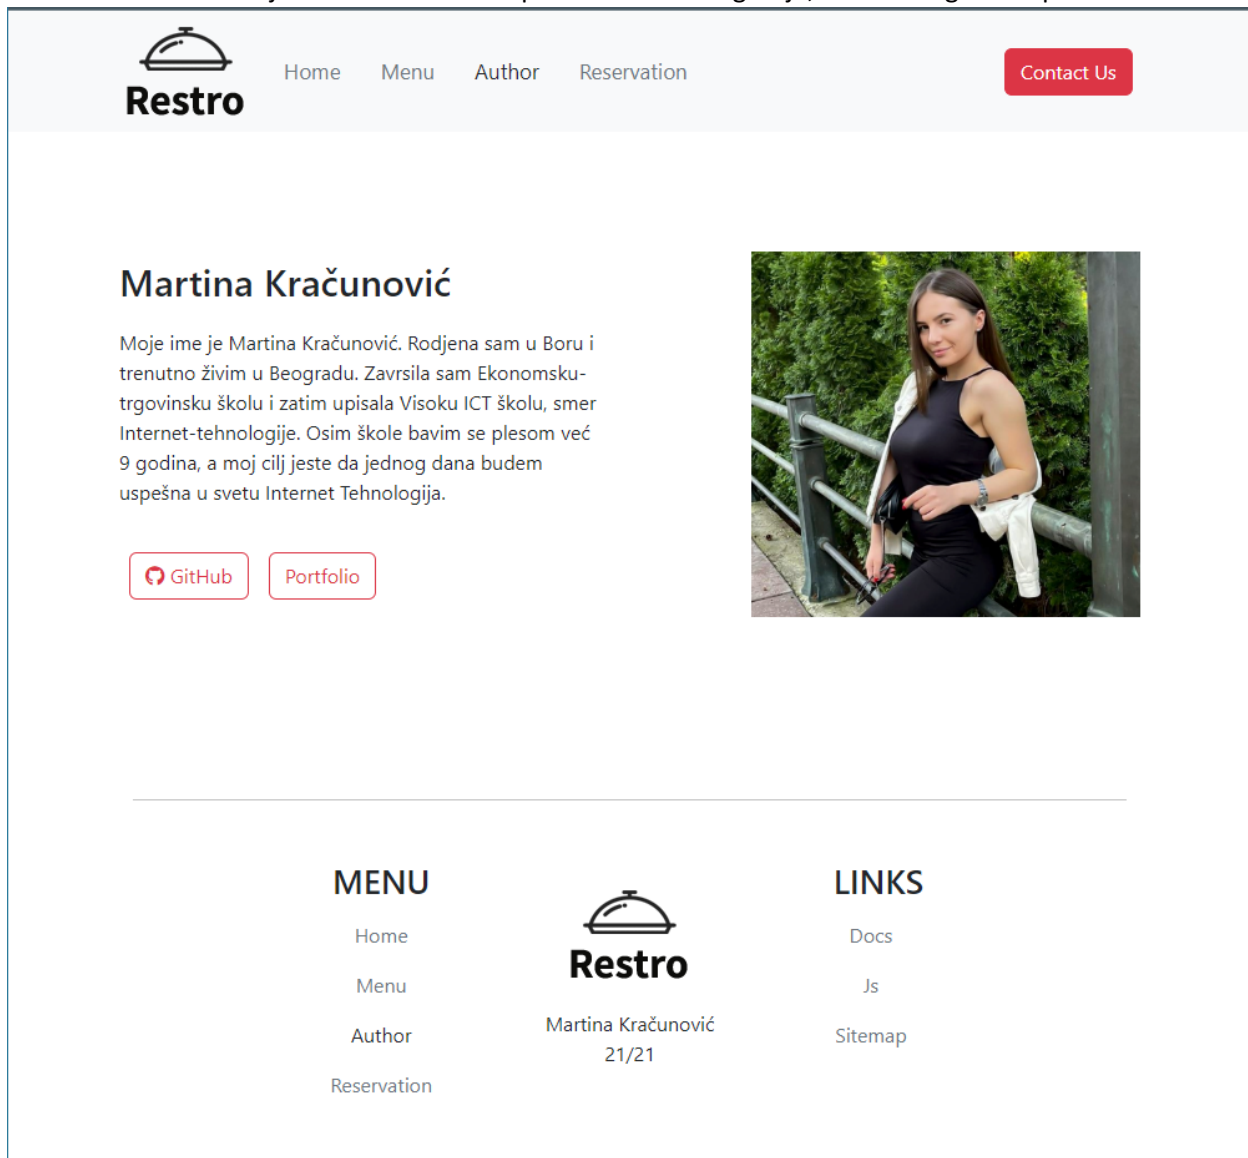 Restro
Home
Menu
Author
Reservation
Contact Us
Martina Kračunović
Moje ime je Martina Kračunović. Rodjena sam u Boru i
trenutno živim u Beogradu. Zavrsila sam Ekonomsku-
trgovinsku školu i zatim upisala Visoku ICT školu, smer
Internet-tehnologije. Osim škole bavim se plesom već
9 godina, a moj cilj jeste da jednog dana budem
uspešna u svetu Internet Tehnologija.
GitHub
Portfolio
MENU
Home
Menu
Author
Reservation
Restro
Martina Kračunović
21/21
LINKS
Docs
Js
Sitemap